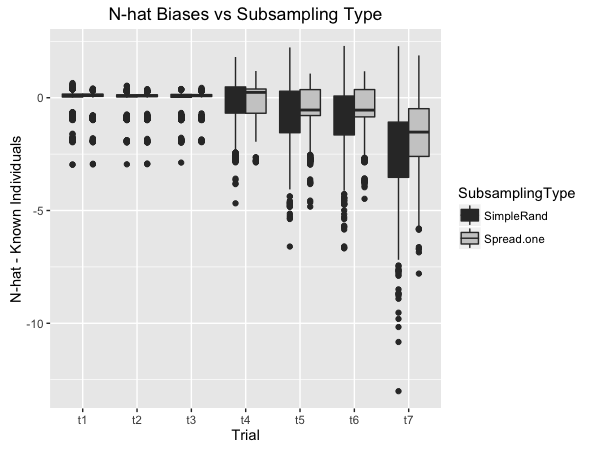 N-hat Biases vs Subsampling Type
N-hat - Known Individuals
0
-5
-10
t1 t2 t3 t4 t5 t6 t7
Trial
SubsamplingType
SimpleRand
Spread.one